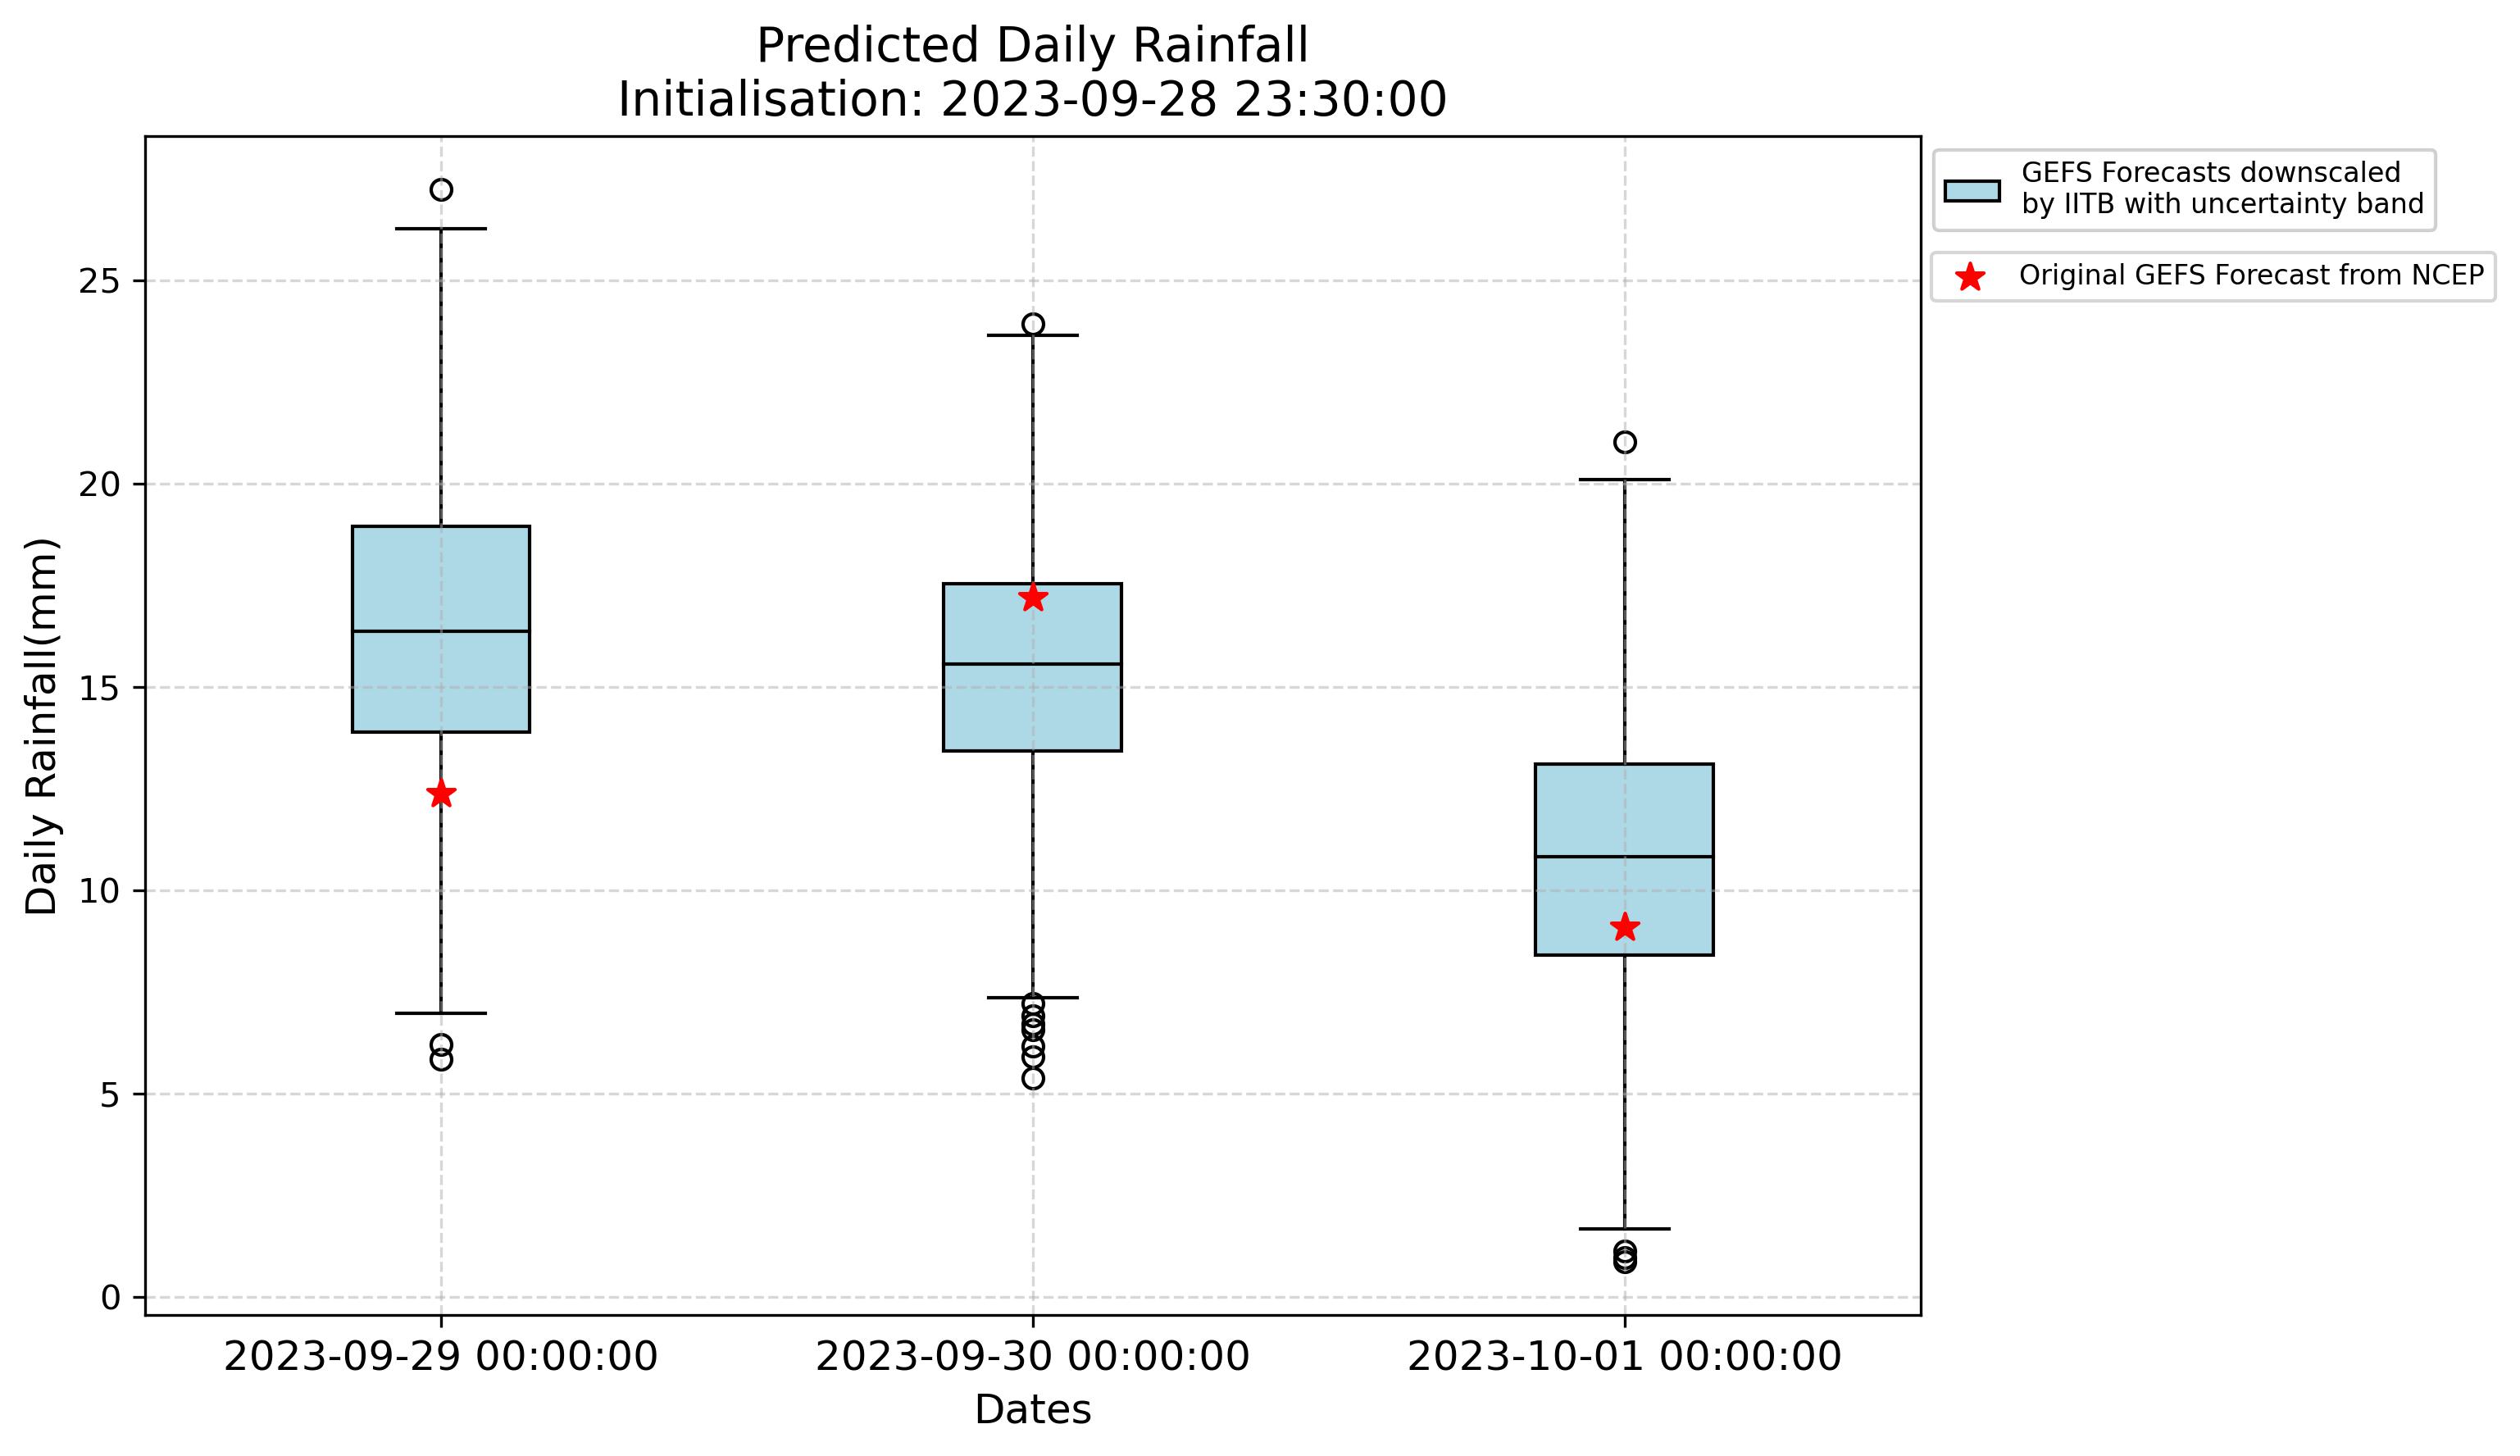 Predicted Daily Rainfall
Initialisation: 2023-09-28 23:30:00
GEFS Forecasts downscaled
by IITB with uncertainty band
Original GEFS Forecast from NCEP
Daily Rainfall(mm)
25
20
15
10
5
0
2023-09-29 00:00:00
2023-09-30 00:00:00
2023-10-01 00:00:00
Dates